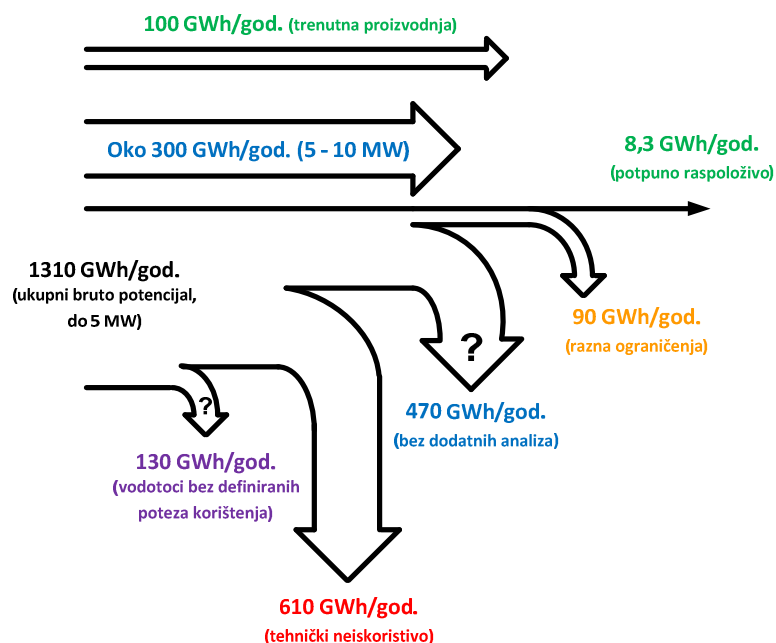 100 GWh/god. (trenutna proizvodnja)
Oko 300 GWh/god. (5 - 10 MW)
8,3 GWh/god.
(potpuno raspoloživo)
1310 GWh/god.
(ukupni bruto potencijal,
do 5 MW)
90 GWh/god.
(razna ograničenja)
?
470 GWh/god.
(bez dodatnih analiza)
?
130 GWh/god.
(vodotoci bez definiranih
poteza korištenja)
610 GWh/god.
(tehnički neiskoristivo)